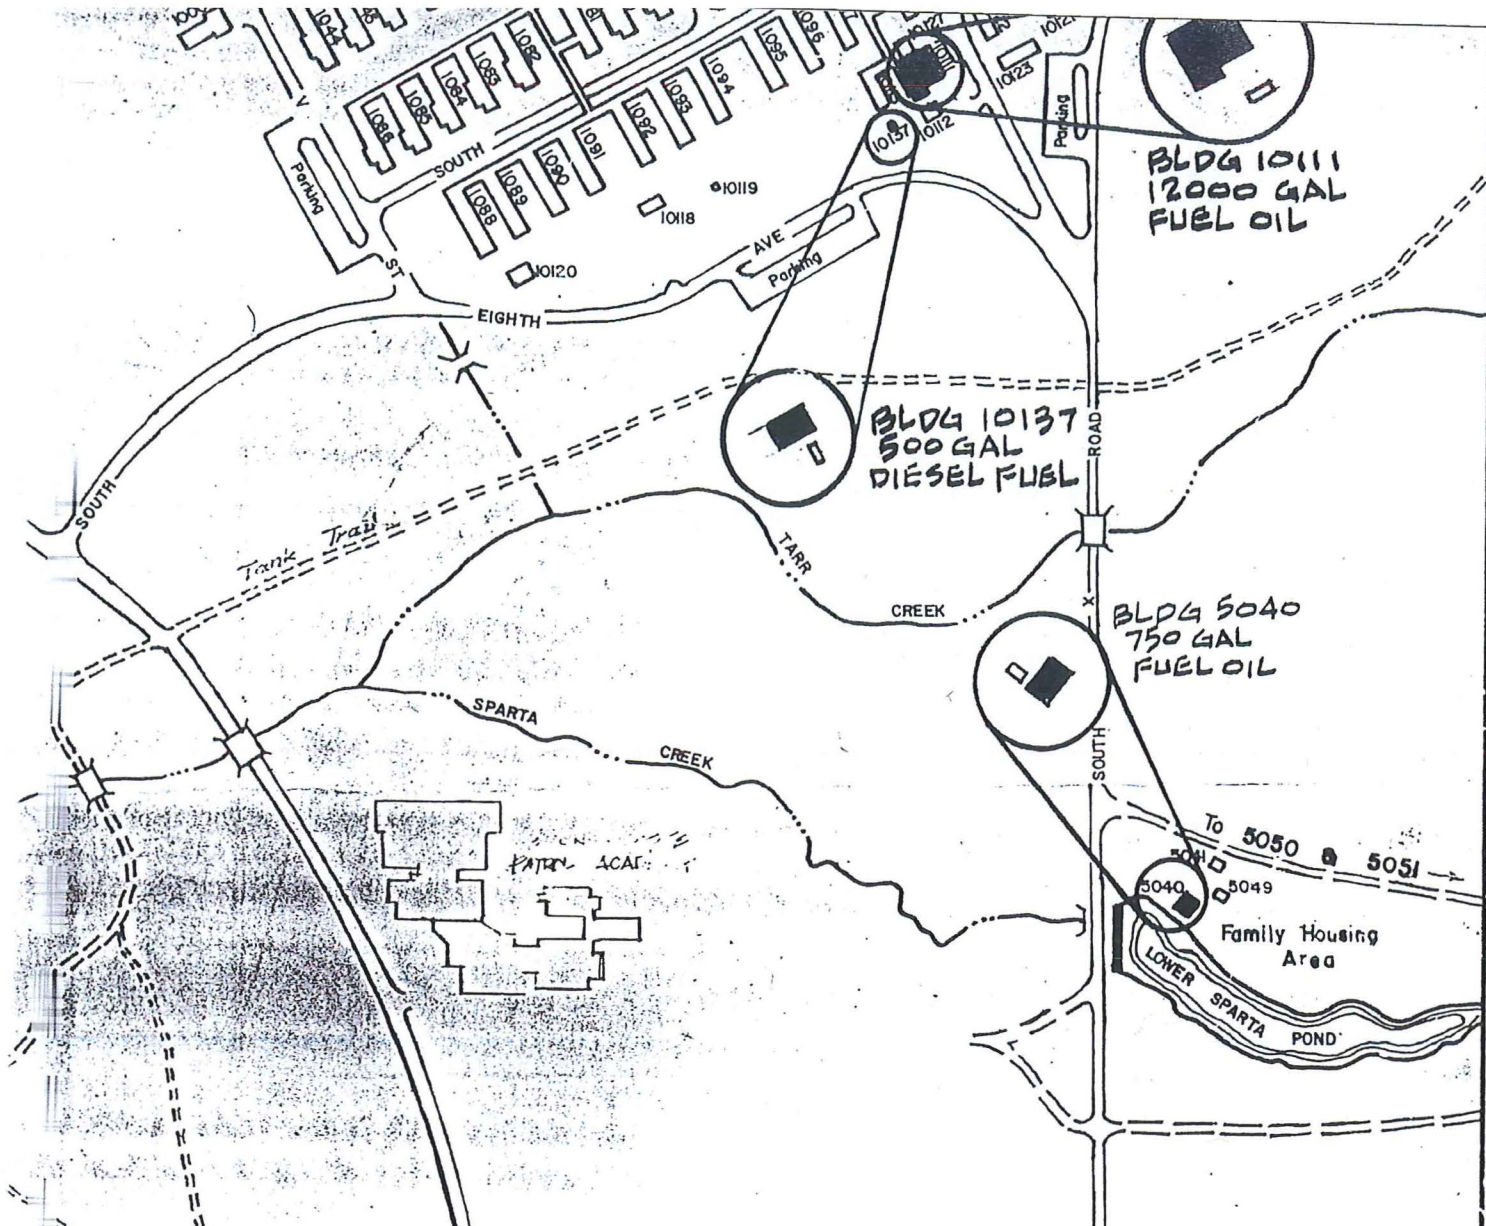 1082
1083
1084
1085
1086
1095
1094
1093
1092
1091
1090
1089
1088
10127
10111
10123
10112
10137
Parking
Parking
SOUTH
V
ST
10119
10118
10120
AVE
Parking
EIGHTH
SOUTH
BLDG 10111
12000 GAL
FUEL OIL
BLDG 10137
500 GAL
DIESEL FUEL
ROAD
Tank Trail
TARR
CREEK
X
BLDG 5040
750 GAL
FUEL OIL
SPARTA
CREEK
SOUTH
To 5050 & 5051
5041
5040
5049
Family Housing
Area
LOWER SPARTA POND